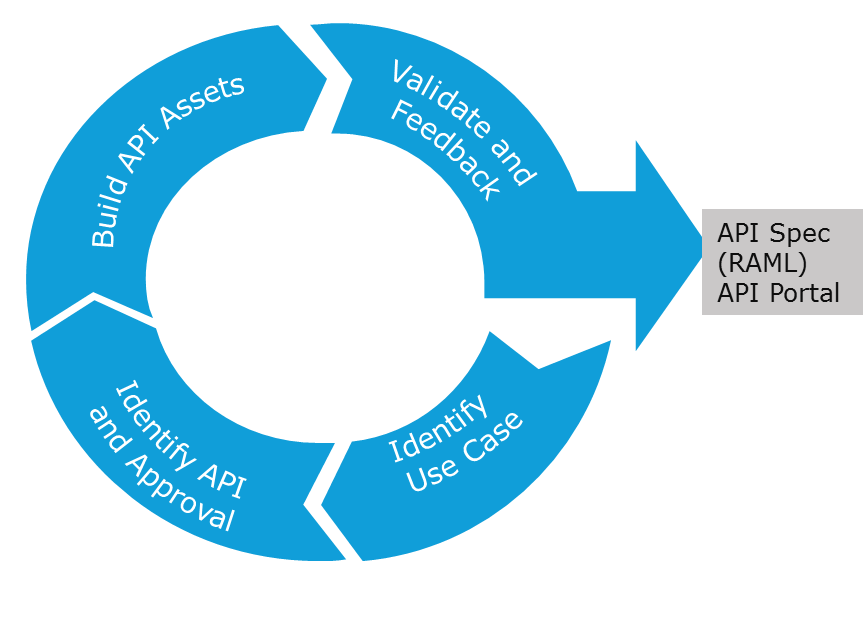 Build API Assets
Validate and
Feedback
API Spec
(RAML)
API Portal
Identify API
and Approval
Identify
Use Case